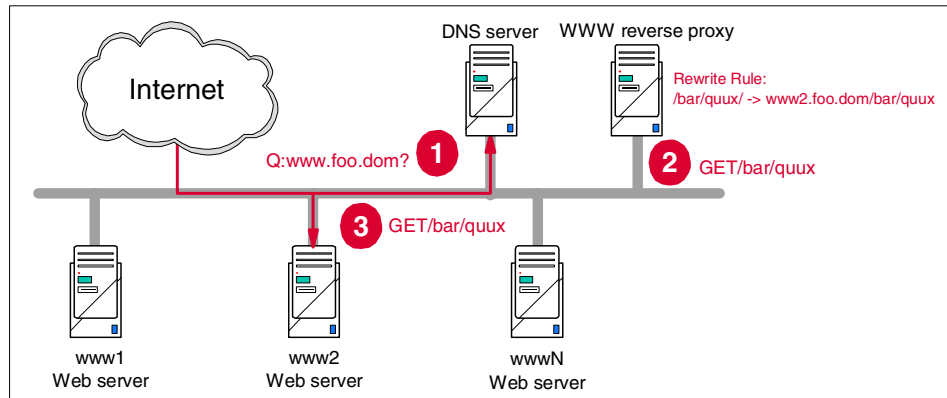 DNS server
WWW reverse proxy
Internet
Rewrite Rule:
/bar/quux/ -> www2.foo.dom/bar/quux
Q:www.foo.dom?
1
2
GET/bar/quux
3
GET/bar/quux
www1
Web server
www2
Web server
wwwN
Web server